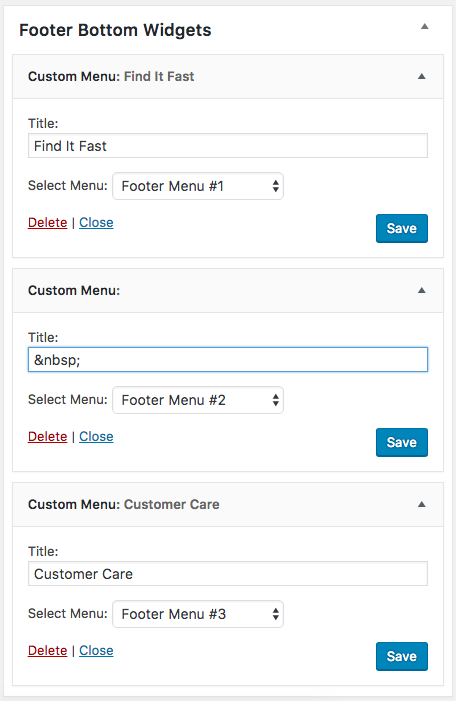 Footer Bottom Widgets
Custom Menu: Find It Fast
Title:
Find It Fast
Select Menu: Footer Menu #1
Delete | Close Save
Custom Menu:
Title:
&nbsp;
Select Menu: Footer Menu #2
Delete | Close Save
Custom Menu: Customer Care
Title:
Customer Care
Select Menu: Footer Menu #3
Delete | Close Save